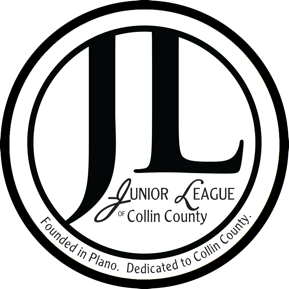 JL
JUNIOR LEAGUE
OF Collin County
Founded in Plano. Dedicated to Collin County.